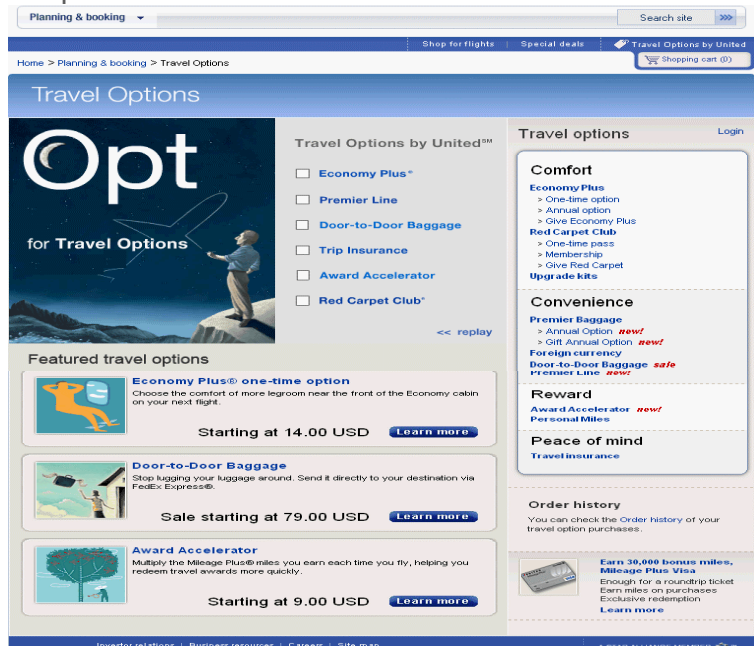 Planning & booking
Search site
Shop for flights | Special deals
Travel Options by United
Home > Planning & booking > Travel Options
Shopping cart (0)
Travel Options
Opt
for Travel Options
Travel Options by United℠
Economy Plus®
Premier Line
Door-to-Door Baggage
Trip Insurance
Award Accelerator
Red Carpet Club®
<< replay
Featured travel options
Economy Plus® one-time option
Choose the comfort of more legroom near the front of the Economy cabin
on your next flight.
Starting at 14.00 USD
Learn more
Door-to-Door Baggage
Stop lugging your luggage around. Send it directly to your destination via
FedEx Express®.
Sale starting at 79.00 USD
Learn more
Award Accelerator
Multiply the Mileage Plus® miles you earn each time you fly, helping you
redeem travel awards more quickly.
Starting at 9.00 USD
Learn more
Travel options
Login
Comfort
Economy Plus
> One-time option
> Annual option
> Give Economy Plus
Red Carpet Club
> One-time pass
> Membership
> Give Red Carpet
Upgrade kits
Convenience
Premier Baggage
> Annual Option new!
> Gift Annual Option new!
Foreign currency
Door-to-Door Baggage sale
Premier Line new!
Reward
Award Accelerator new!
Personal Miles
Peace of mind
Travel insurance
Order history
You can check the Order history of your
travel option purchases.
Earn 30,000 bonus miles,
Mileage Plus Visa
Enough for a roundtrip ticket
Earn miles on purchases
Exclusive redemption
Learn more
Investor relations | Business resources | Careers | Site map
A STAR ALLIANCE MEMBER